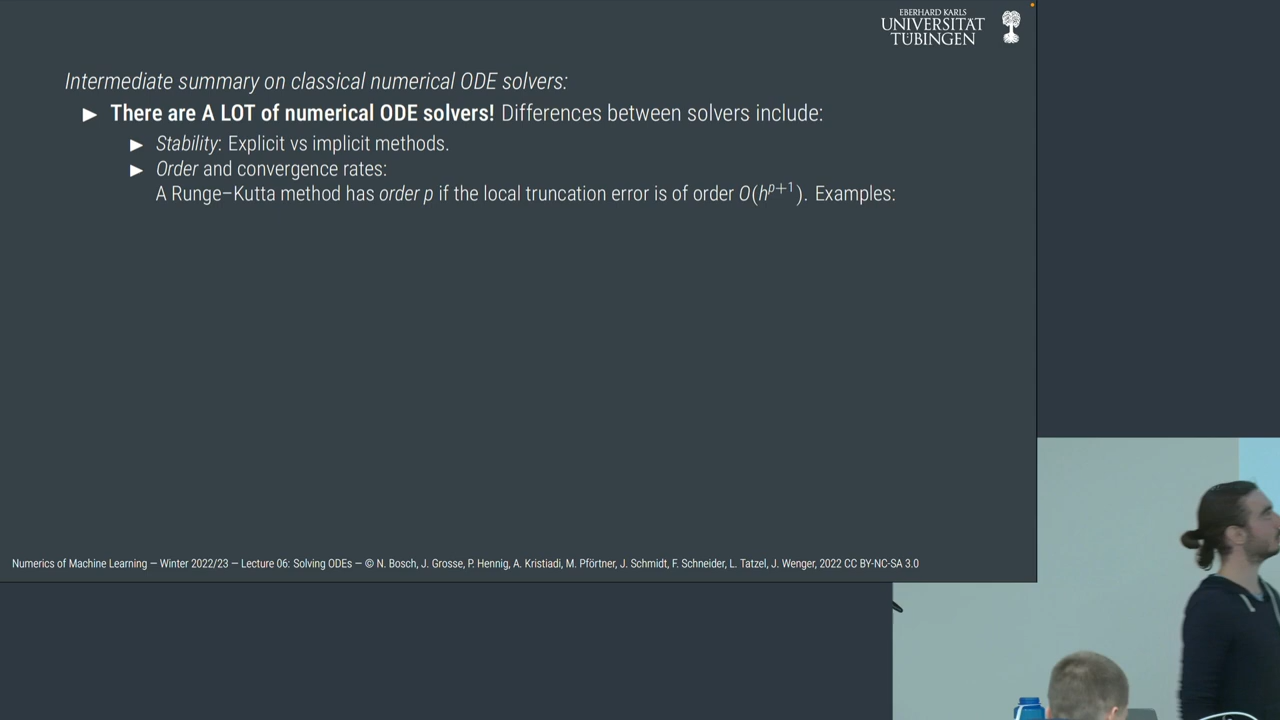 EBERHARD KARLS
UNIVERSITÄT
TÜBINGEN
Intermediate summary on classical numerical ODE solvers:
▶ There are A LOT of numerical ODE solvers! Differences between solvers include:
▶ Stability: Explicit vs implicit methods.
▶ Order and convergence rates:
A Runge–Kutta method has order p if the local truncation error is of order O(h^{p+1}). Examples:
Numerics of Machine Learning — Winter 2022/23 — Lecture 06: Solving ODEs — © N. Bosch, J. Grosse, P. Hennig, A. Kristiadi, M. Pförtner, J. Schmidt, F. Schneider, L. Tatzel, J. Wenger, 2022 CC BY-NC-SA 3.0